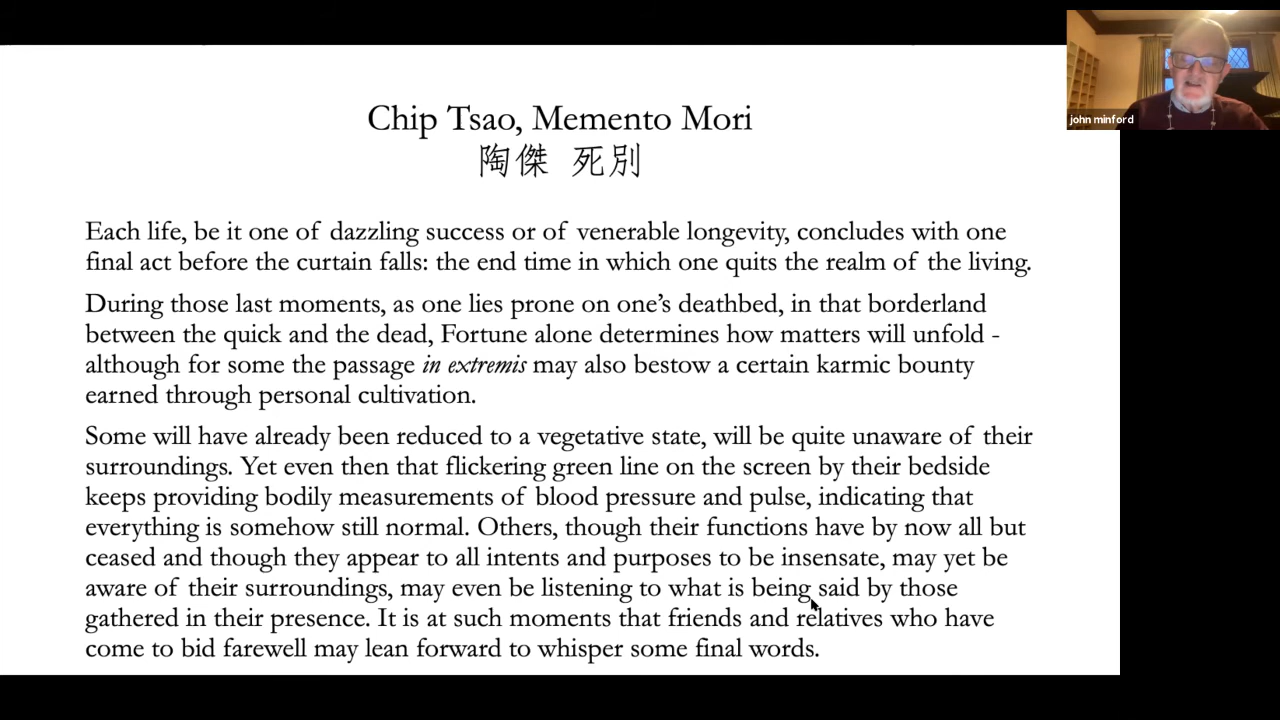 Chip Tsao, Memento Mori
陶傑 死別
Each life, be it one of dazzling success or of venerable longevity, concludes with one
final act before the curtain falls: the end time in which one quits the realm of the living.
During those last moments, as one lies prone on one’s deathbed, in that borderland
between the quick and the dead, Fortune alone determines how matters will unfold -
although for some the passage in extremis may also bestow a certain karmic bounty
earned through personal cultivation.
Some will have already been reduced to a vegetative state, will be quite unaware of their
surroundings. Yet even then that flickering green line on the screen by their bedside
keeps providing bodily measurements of blood pressure and pulse, indicating that
everything is somehow still normal. Others, though their functions have by now all but
ceased and though they appear to all intents and purposes to be insensate, may yet be
aware of their surroundings, may even be listening to what is being said by those
gathered in their presence. It is at such moments that friends and relatives who have
come to bid farewell may lean forward to whisper some final words.
john minford